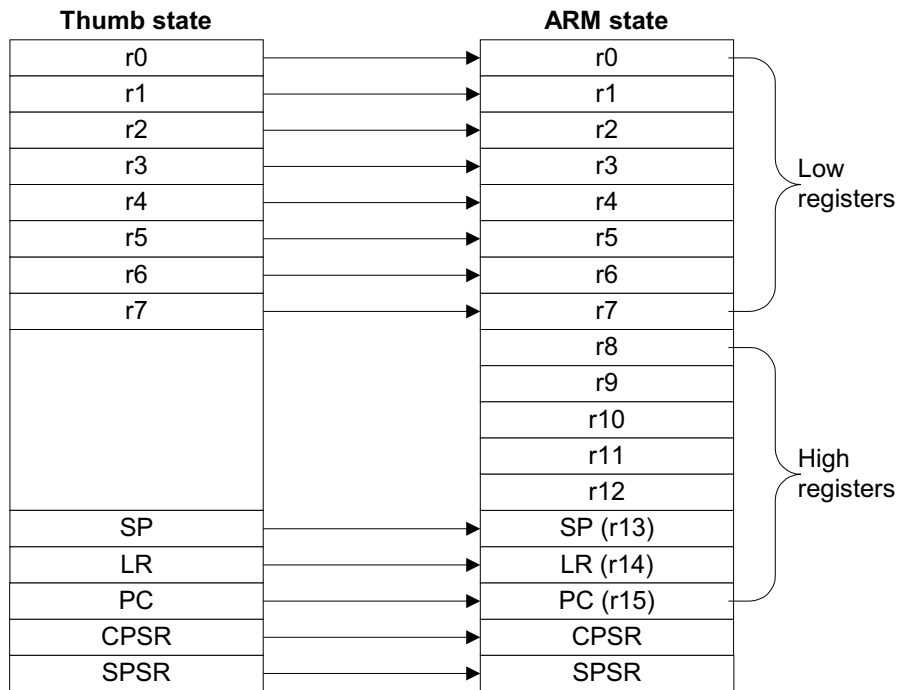 Thumb state
ARM state
r0
r0
r1
r1
r2
r2
r3
r3
r4
r4
r5
r5
r6
r6
r7
r7
Low
registers
r8
r9
r10
r11
r12
High
registers
SP
SP (r13)
LR
LR (r14)
PC
PC (r15)
CPSR
CPSR
SPSR
SPSR